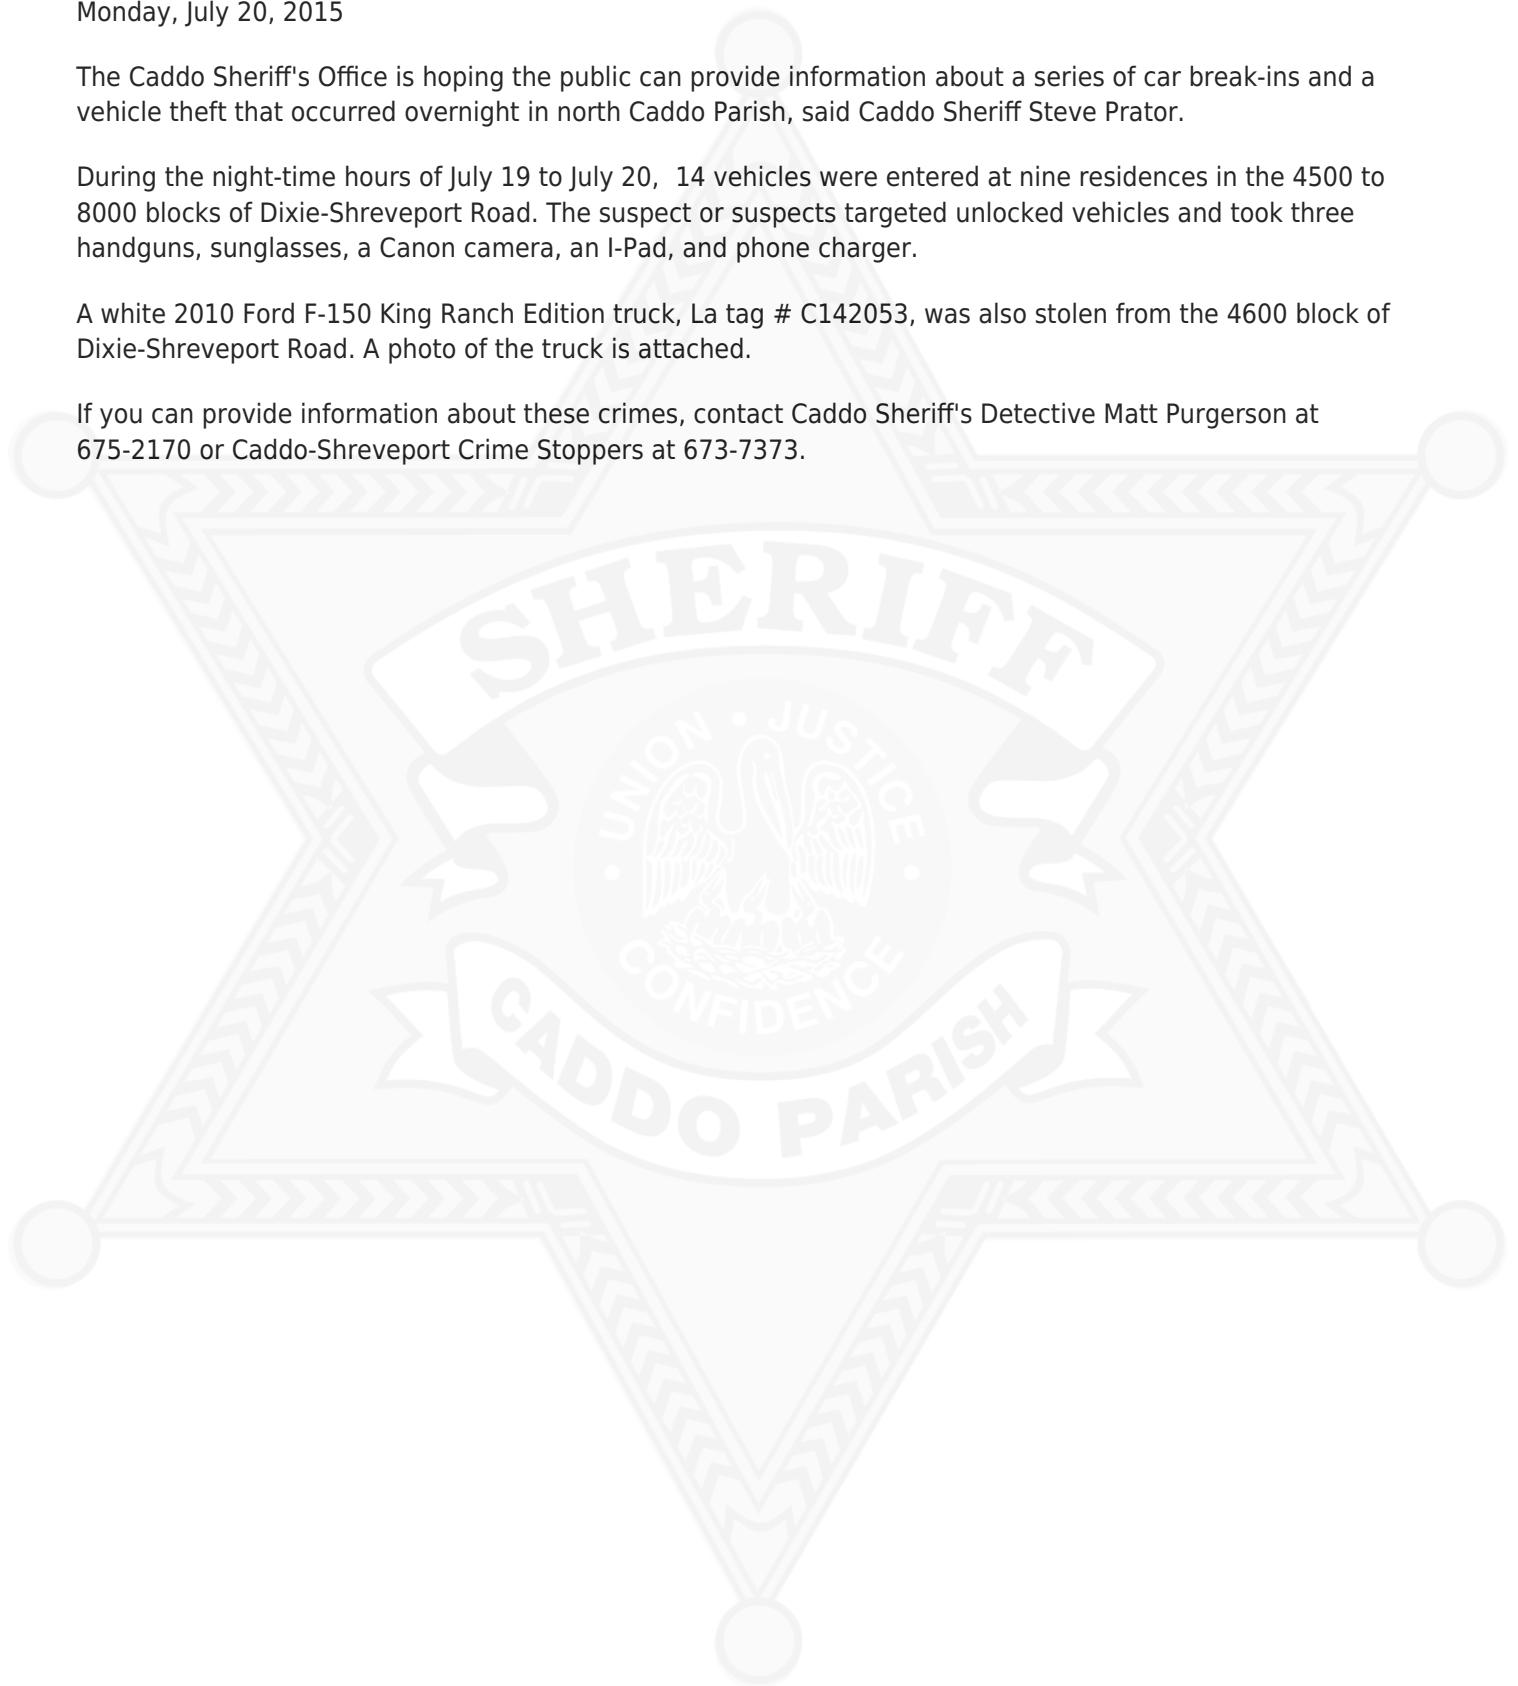 Monday, July 20, 2015
The Caddo Sheriff's Office is hoping the public can provide information about a series of car break-ins and a
vehicle theft that occurred overnight in north Caddo Parish, said Caddo Sheriff Steve Prator.
During the night-time hours of July 19 to July 20,  14 vehicles were entered at nine residences in the 4500 to
8000 blocks of Dixie-Shreveport Road. The suspect or suspects targeted unlocked vehicles and took three
handguns, sunglasses, a Canon camera, an I-Pad, and phone charger.
A white 2010 Ford F-150 King Ranch Edition truck, La tag # C142053, was also stolen from the 4600 block of
Dixie-Shreveport Road. A photo of the truck is attached.
If you can provide information about these crimes, contact Caddo Sheriff's Detective Matt Purgerson at
675-2170 or Caddo-Shreveport Crime Stoppers at 673-7373.
SHERIFF
UNION • JUSTICE
• CONFIDENCE •
CADDO PARISH